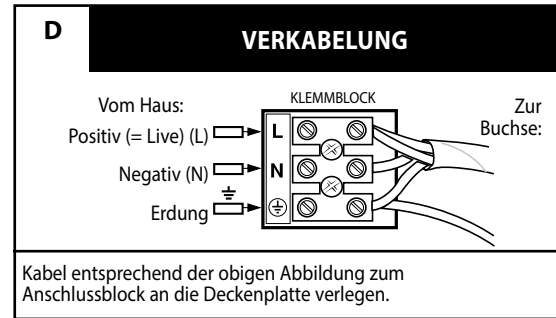 D
VERKABELUNG
KLEMMBLOCK
Vom Haus:
Zur
Buchse:
Positiv (= Live) (L)
L
Negativ (N)
N
Erdung
Kabel entsprechend der obigen Abbildung zum
Anschlussblock an die Deckenplatte verlegen.